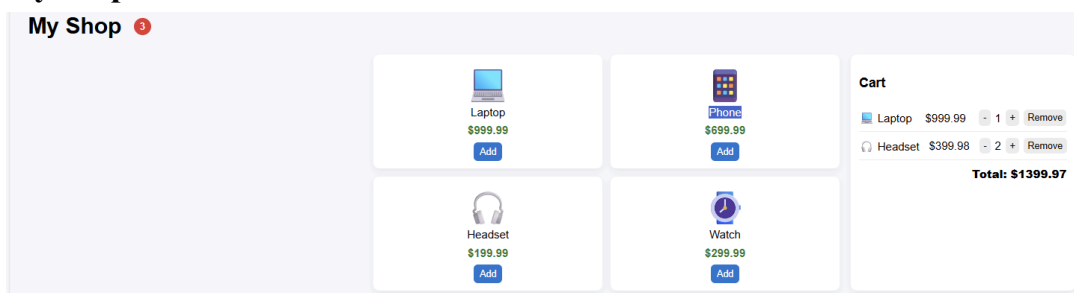 My Shop 3
Laptop
$999.99
Add
Phone
$699.99
Add
Headset
$199.99
Add
Watch
$299.99
Add
Cart
Laptop $999.99 - 1 + Remove
Headset $399.98 - 2 + Remove
Total: $1399.97